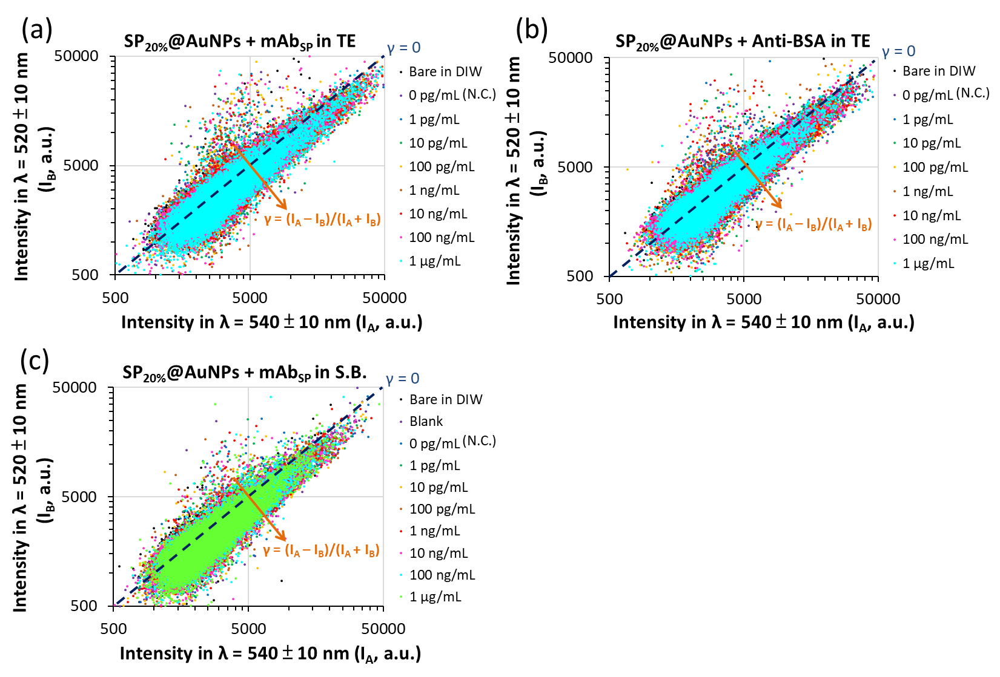 (a)
SP20%@AuNPs + mAbSP in TE
γ = 0
50000
5000
500
Intensity in λ = 520 ± 10 nm
(IB, a.u.)
γ = (IA – IB)/(IA + IB)
Bare in DIW
0 pg/mL (N.C.)
1 pg/mL
10 pg/mL
100 pg/mL
1 ng/mL
10 ng/mL
100 ng/mL
1 µg/mL
500 5000 50000
Intensity in λ = 540 ± 10 nm (IA, a.u.)
(b)
SP20%@AuNPs + Anti-BSA in TE
γ = 0
50000
5000
500
Intensity in λ = 520 ± 10 nm
(IB, a.u.)
γ = (IA – IB)/(IA + IB)
Bare in DIW
0 pg/mL (N.C.)
1 pg/mL
10 pg/mL
100 pg/mL
1 ng/mL
10 ng/mL
100 ng/mL
1 µg/mL
500 5000 50000
Intensity in λ = 540 ± 10 nm (IA, a.u.)
(c)
SP20%@AuNPs + mAbSP in S.B.
γ = 0
50000
5000
500
Intensity in λ = 520 ± 10 nm
(IB, a.u.)
γ = (IA – IB)/(IA + IB)
Bare in DIW
Blank
0 pg/mL (N.C.)
1 pg/mL
10 pg/mL
100 pg/mL
1 ng/mL
10 ng/mL
100 ng/mL
1 µg/mL
500 5000 50000
Intensity in λ = 540 ± 10 nm (IA, a.u.)